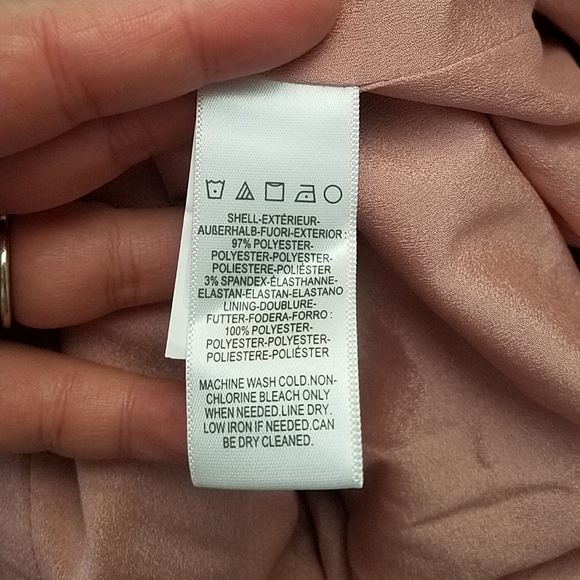 SHELL-EXTÉRIEUR-
AUßERHALB-FUORI-EXTERIOR :
97% POLYESTER-
POLYESTER-POLYESTER-
POLIESTERE-POLIÉSTER
3% SPANDEX-ÉLASTHANNE-
ELASTAN-ELASTAN-ELASTANO
LINING-DOUBLURE-
FUTTER-FODERA-FORRO :
100% POLYESTER-
POLYESTER-POLYESTER-
POLIESTERE-POLIÉSTER
MACHINE WASH COLD.NON-
CHLORINE BLEACH ONLY
WHEN NEEDED.LINE DRY.
LOW IRON IF NEEDED.CAN
BE DRY CLEANED.